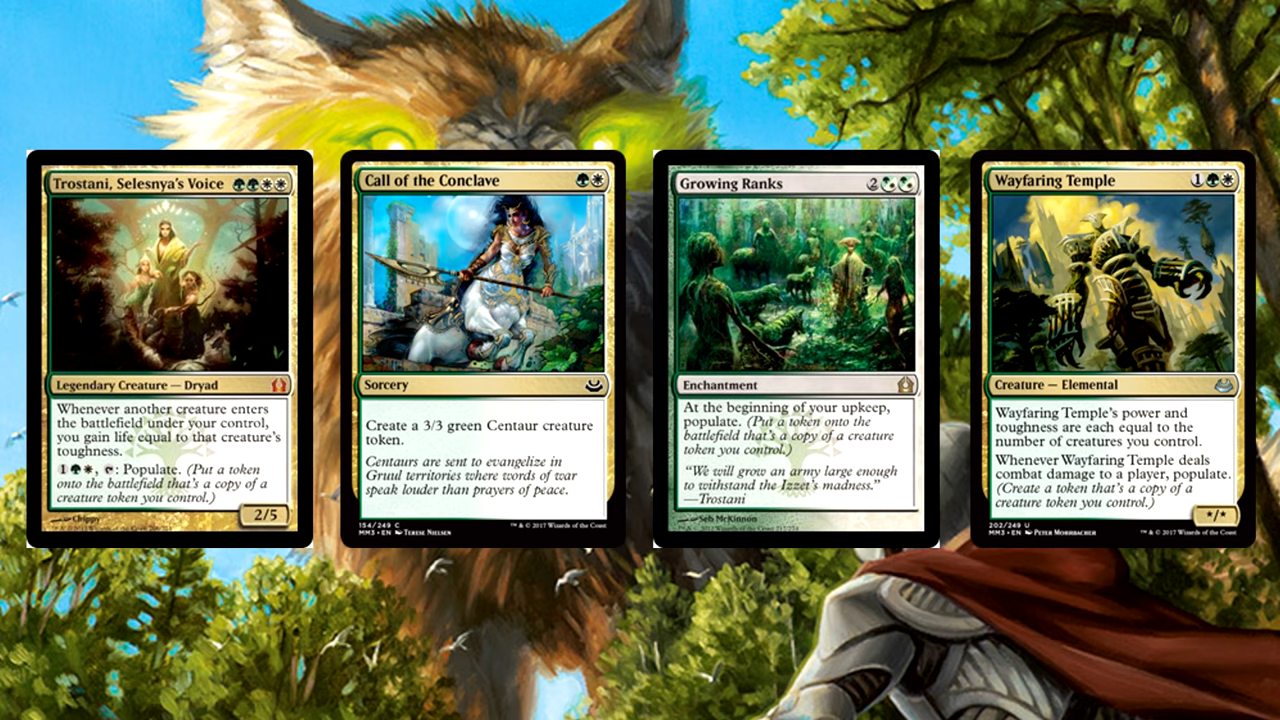 Trostani, Selesnya's Voice
Legendary Creature — Dryad
Whenever another creature enters
the battlefield under your control,
you gain life equal to that creature's
toughness.
1, : Populate. (Put a token
onto the battlefield that's a copy of a
creature token you control.)
2/5
Chippy
Call of the Conclave
Sorcery
Create a 3/3 green Centaur creature
token.
Centaurs are sent to evangelize in
Gruul territories where words of war
speak louder than prayers of peace.
154/249 C
MM3 • EN Terese Nielsen
™ & © 2017 Wizards of the Coast
Growing Ranks 2
Enchantment
At the beginning of your upkeep,
populate. (Put a token onto the
battlefield that's a copy of a creature
token you control.)
"We will grow an army large enough
to withstand the Izzet's madness."
—Trostani
Seb McKinnon
Wayfaring Temple 1
Creature — Elemental
Wayfaring Temple's power and
toughness are each equal to the
number of creatures you control.
Whenever Wayfaring Temple deals
combat damage to a player, populate.
(Create a token that's a copy of a
creature token you control.)
*/*
202/249 U
MM3 • EN Peter Mohrbacher
™ & © 2017 Wizards of the Coast